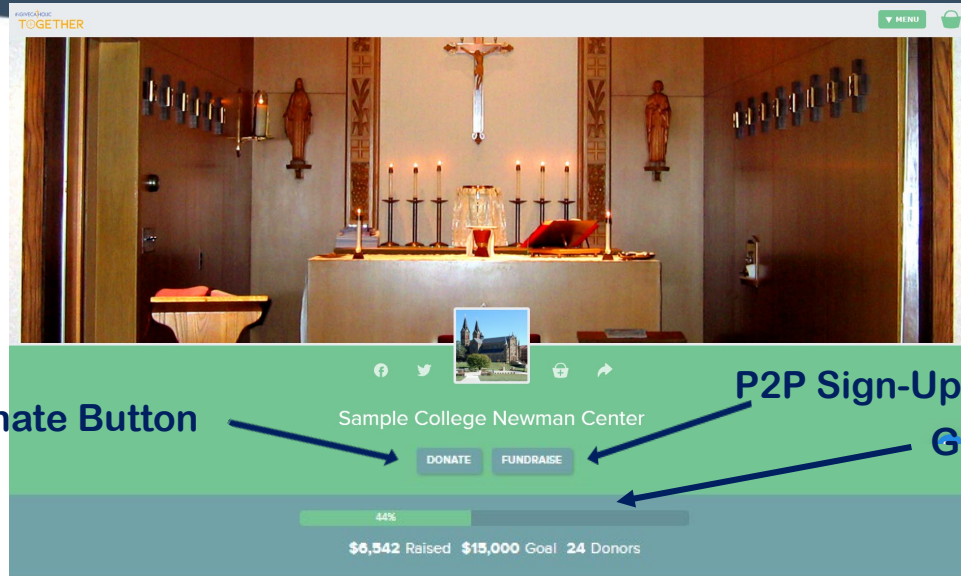 TOGETHER
▼ MENU
P2P Sign-Up
nate Button
Sample College Newman Center
G
DONATE
FUNDRAISE
44%
$6,542 Raised $15,000 Goal 24 Donors